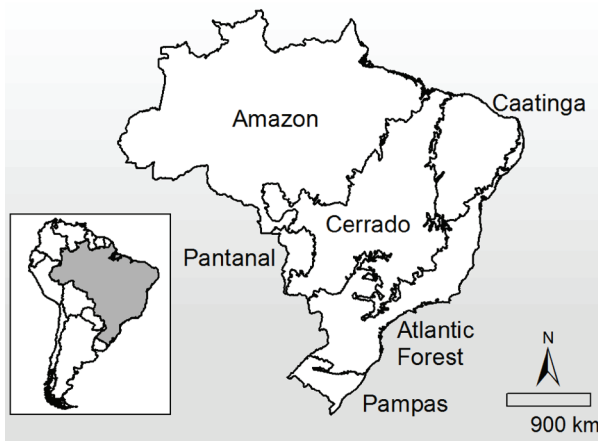 Caatinga
Amazon
Cerrado
Pantanal
Atlantic
Forest
N
Pampas
900 km